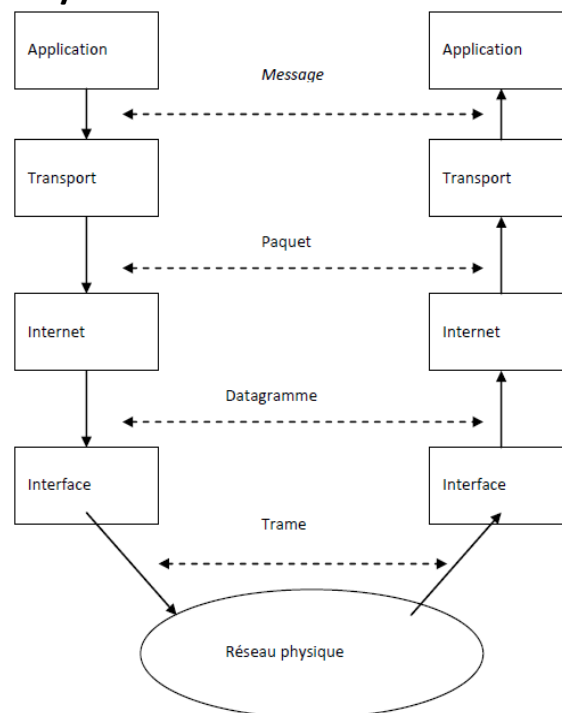 Application
Application
Message
Transport
Transport
Paquet
Internet
Internet
Datagramme
Interface
Interface
Trame
Réseau physique